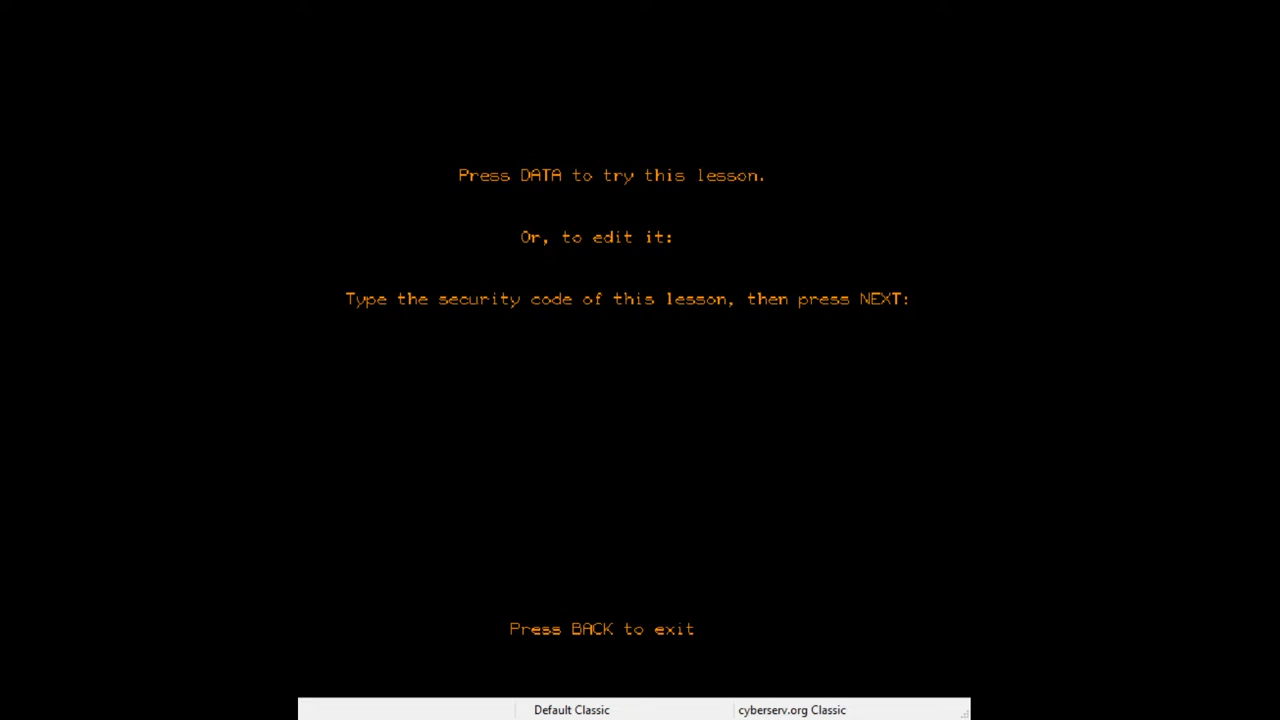 Press DATA to try this lesson.
Or, to edit it:
Type the security code of this lesson, then press NEXT:
Press BACK to exit
Default Classic
cyberserv.org Classic